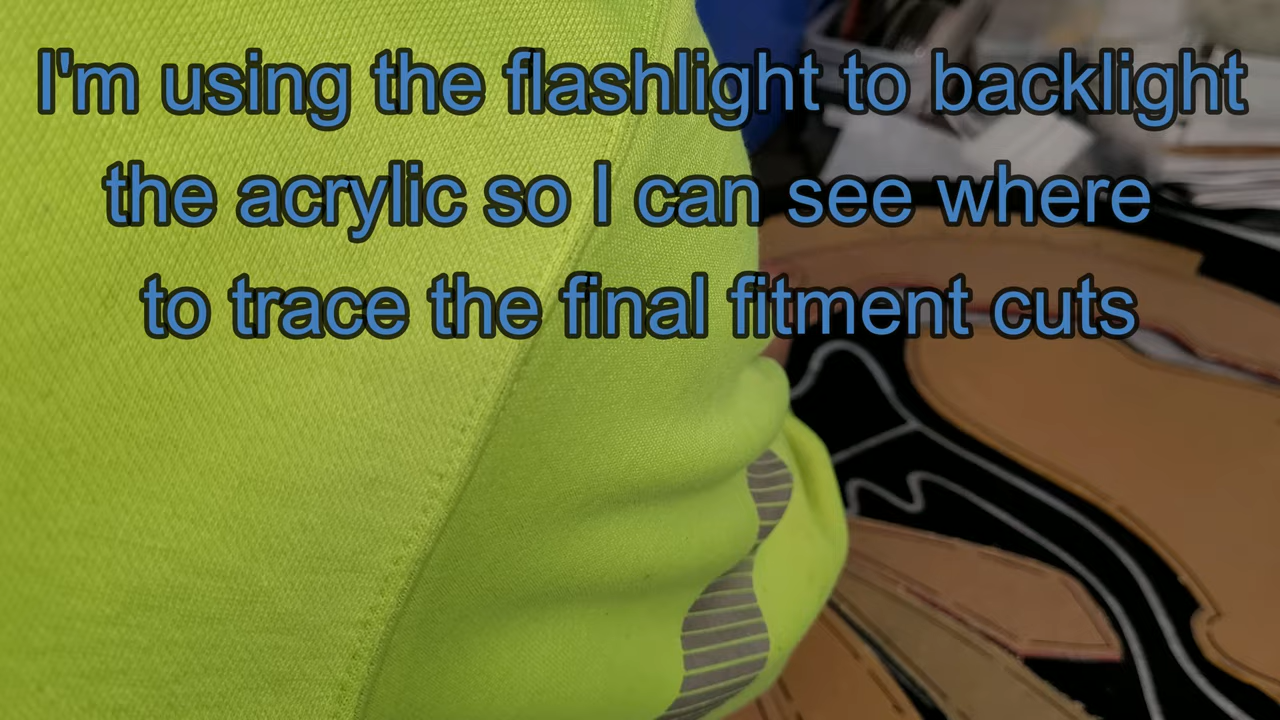 I'm using the flashlight to backlight
the acrylic so I can see where
to trace the final fitment cuts